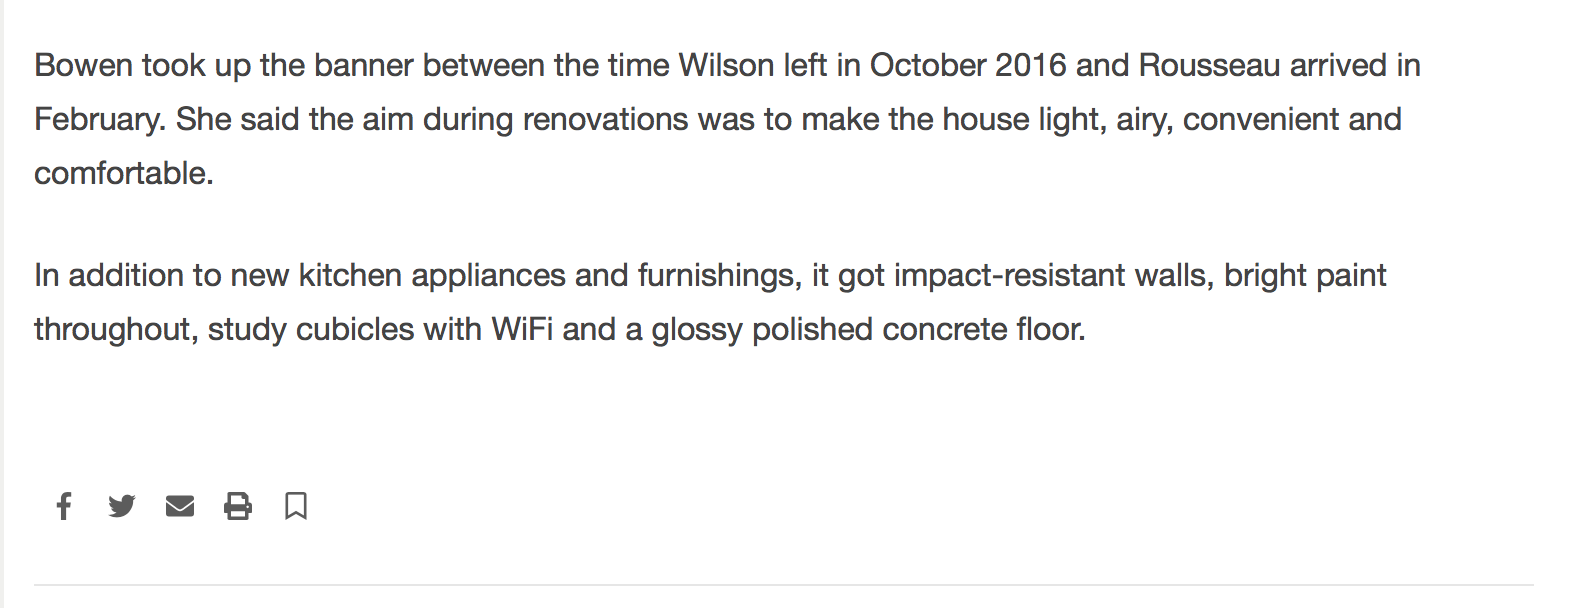 Bowen took up the banner between the time Wilson left in October 2016 and Rousseau arrived in
February. She said the aim during renovations was to make the house light, airy, convenient and
comfortable.
In addition to new kitchen appliances and furnishings, it got impact-resistant walls, bright paint
throughout, study cubicles with WiFi and a glossy polished concrete floor.